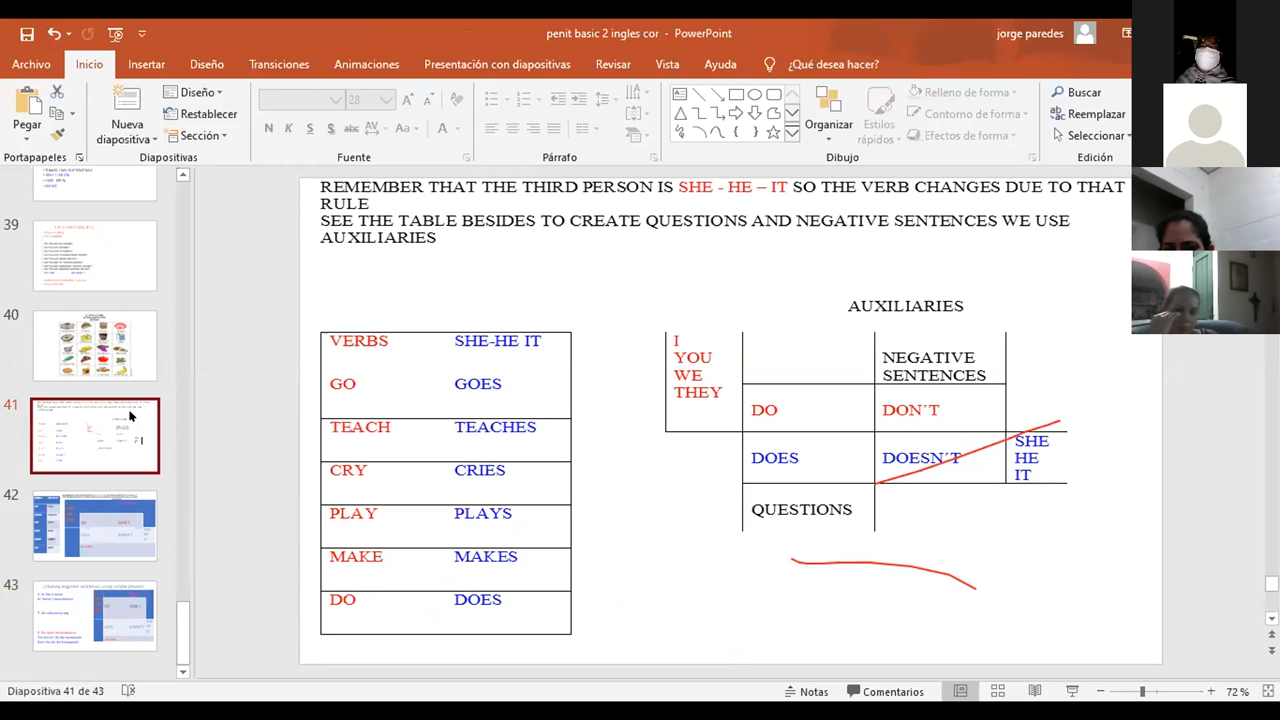 penit basic 2 ingles cor - PowerPoint
jorge paredes
Archivo Inicio Insertar Diseño Transiciones Animaciones Presentación con diapositivas Revisar Vista Ayuda ¿Qué desea hacer?
Pegar
Nueva diapositiva
Diseño
Restablecer
Sección
28
N K S abc AV Aa A
Organizar
Estilos rápidos
Relleno de forma
Contorno de forma
Efectos de forma
Buscar
Reemplazar
Seleccionar
Portapapeles Diapositivas Fuente Párrafo Dibujo Edición
39
40
41
42
43
REMEMBER THAT THE THIRD PERSON IS SHE - HE – IT SO THE VERB CHANGES DUE TO THAT
RULE
SEE THE TABLE BESIDES TO CREATE QUESTIONS AND NEGATIVE SENTENCES WE USE
AUXILIARIES
VERBS SHE-HE IT
GO GOES
TEACH TEACHES
CRY CRIES
PLAY PLAYS
MAKE MAKES
DO DOES
AUXILIARIES
I
YOU
WE
THEY
NEGATIVE
SENTENCES
DO DON´T
DOES DOESN´T
SHE
HE
IT
QUESTIONS
Diapositiva 41 de 43
Notas Comentarios 72 %